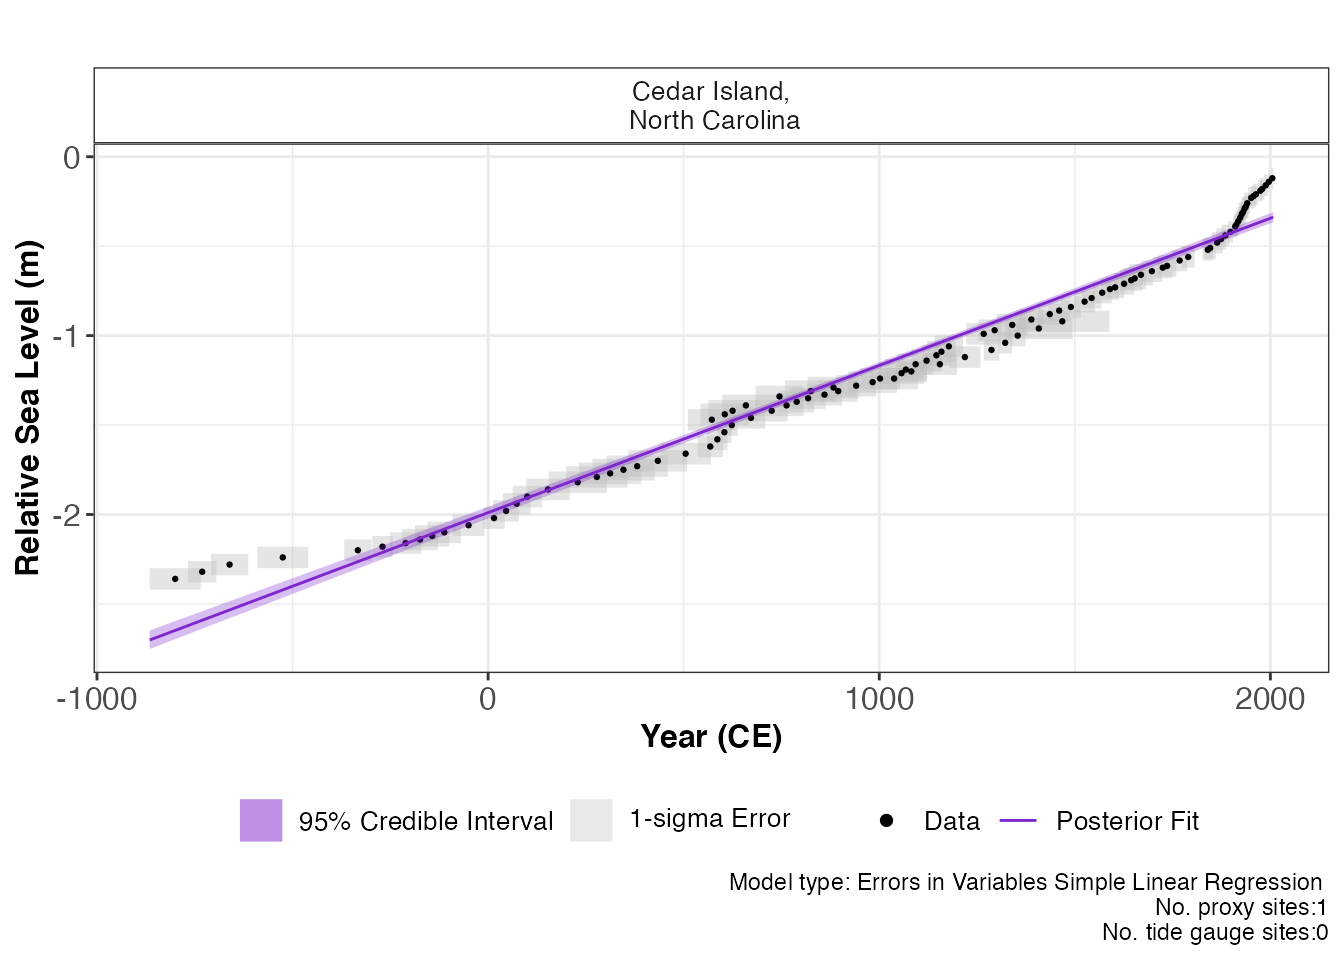 Cedar Island,
North Carolina
0
-1
-2
Relative Sea Level (m)
-1000 0 1000 2000
Year (CE)
95% Credible Interval 1-sigma Error Data Posterior Fit
Model type: Errors in Variables Simple Linear Regression
No. proxy sites:1
No. tide gauge sites:0